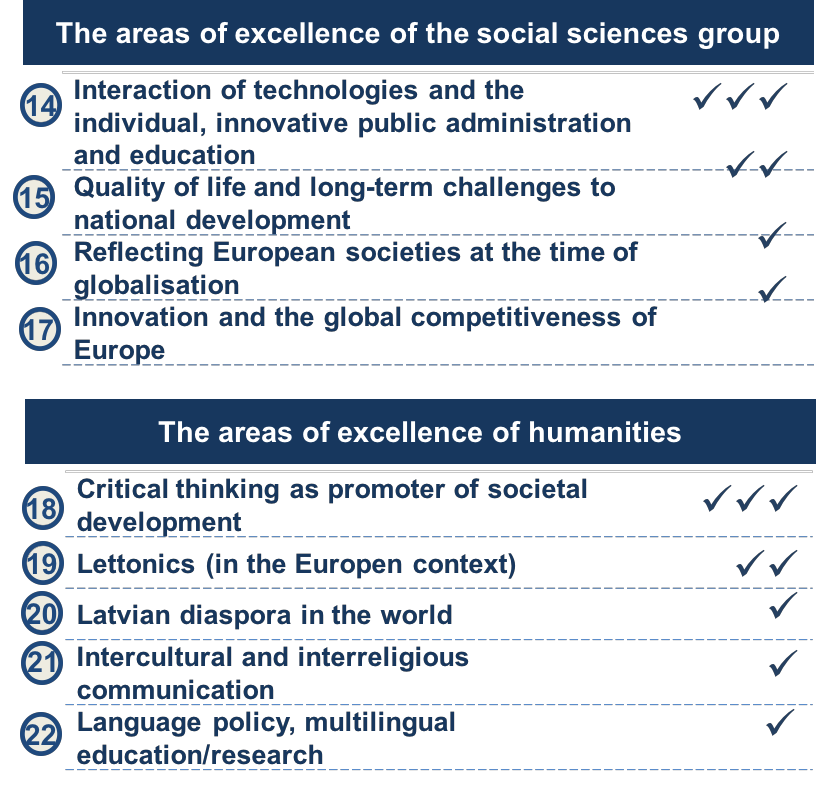 The areas of excellence of the social sciences group
14 Interaction of technologies and the
individual, innovative public administration
and education
✓✓✓
15 Quality of life and long-term challenges to
national development
✓✓
16 Reflecting European societies at the time of
globalisation
✓
17 Innovation and the global competitiveness of
Europe
✓
The areas of excellence of humanities
18 Critical thinking as promoter of societal
development
✓✓✓
19 Lettonics (in the Europen context) ✓✓
20 Latvian diaspora in the world ✓
21 Intercultural and interreligious
communication
✓
22 Language policy, multilingual
education/research
✓